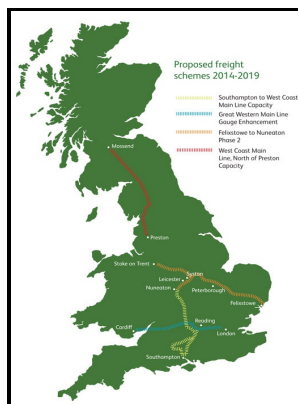 Proposed freight
schemes 2014-2019
Southampton to West Coast
Main Line Capacity
Great Western Main Line
Gauge Enhancement
Felixstowe to Nuneaton
Phase 2
West Coast Main
Line, North of Preston
Capacity
Mossend
Preston
Stoke on Trent
Syston
Leicester
Peterborough
Nuneaton
Felixstowe
Reading
Cardiff
London
Southampton